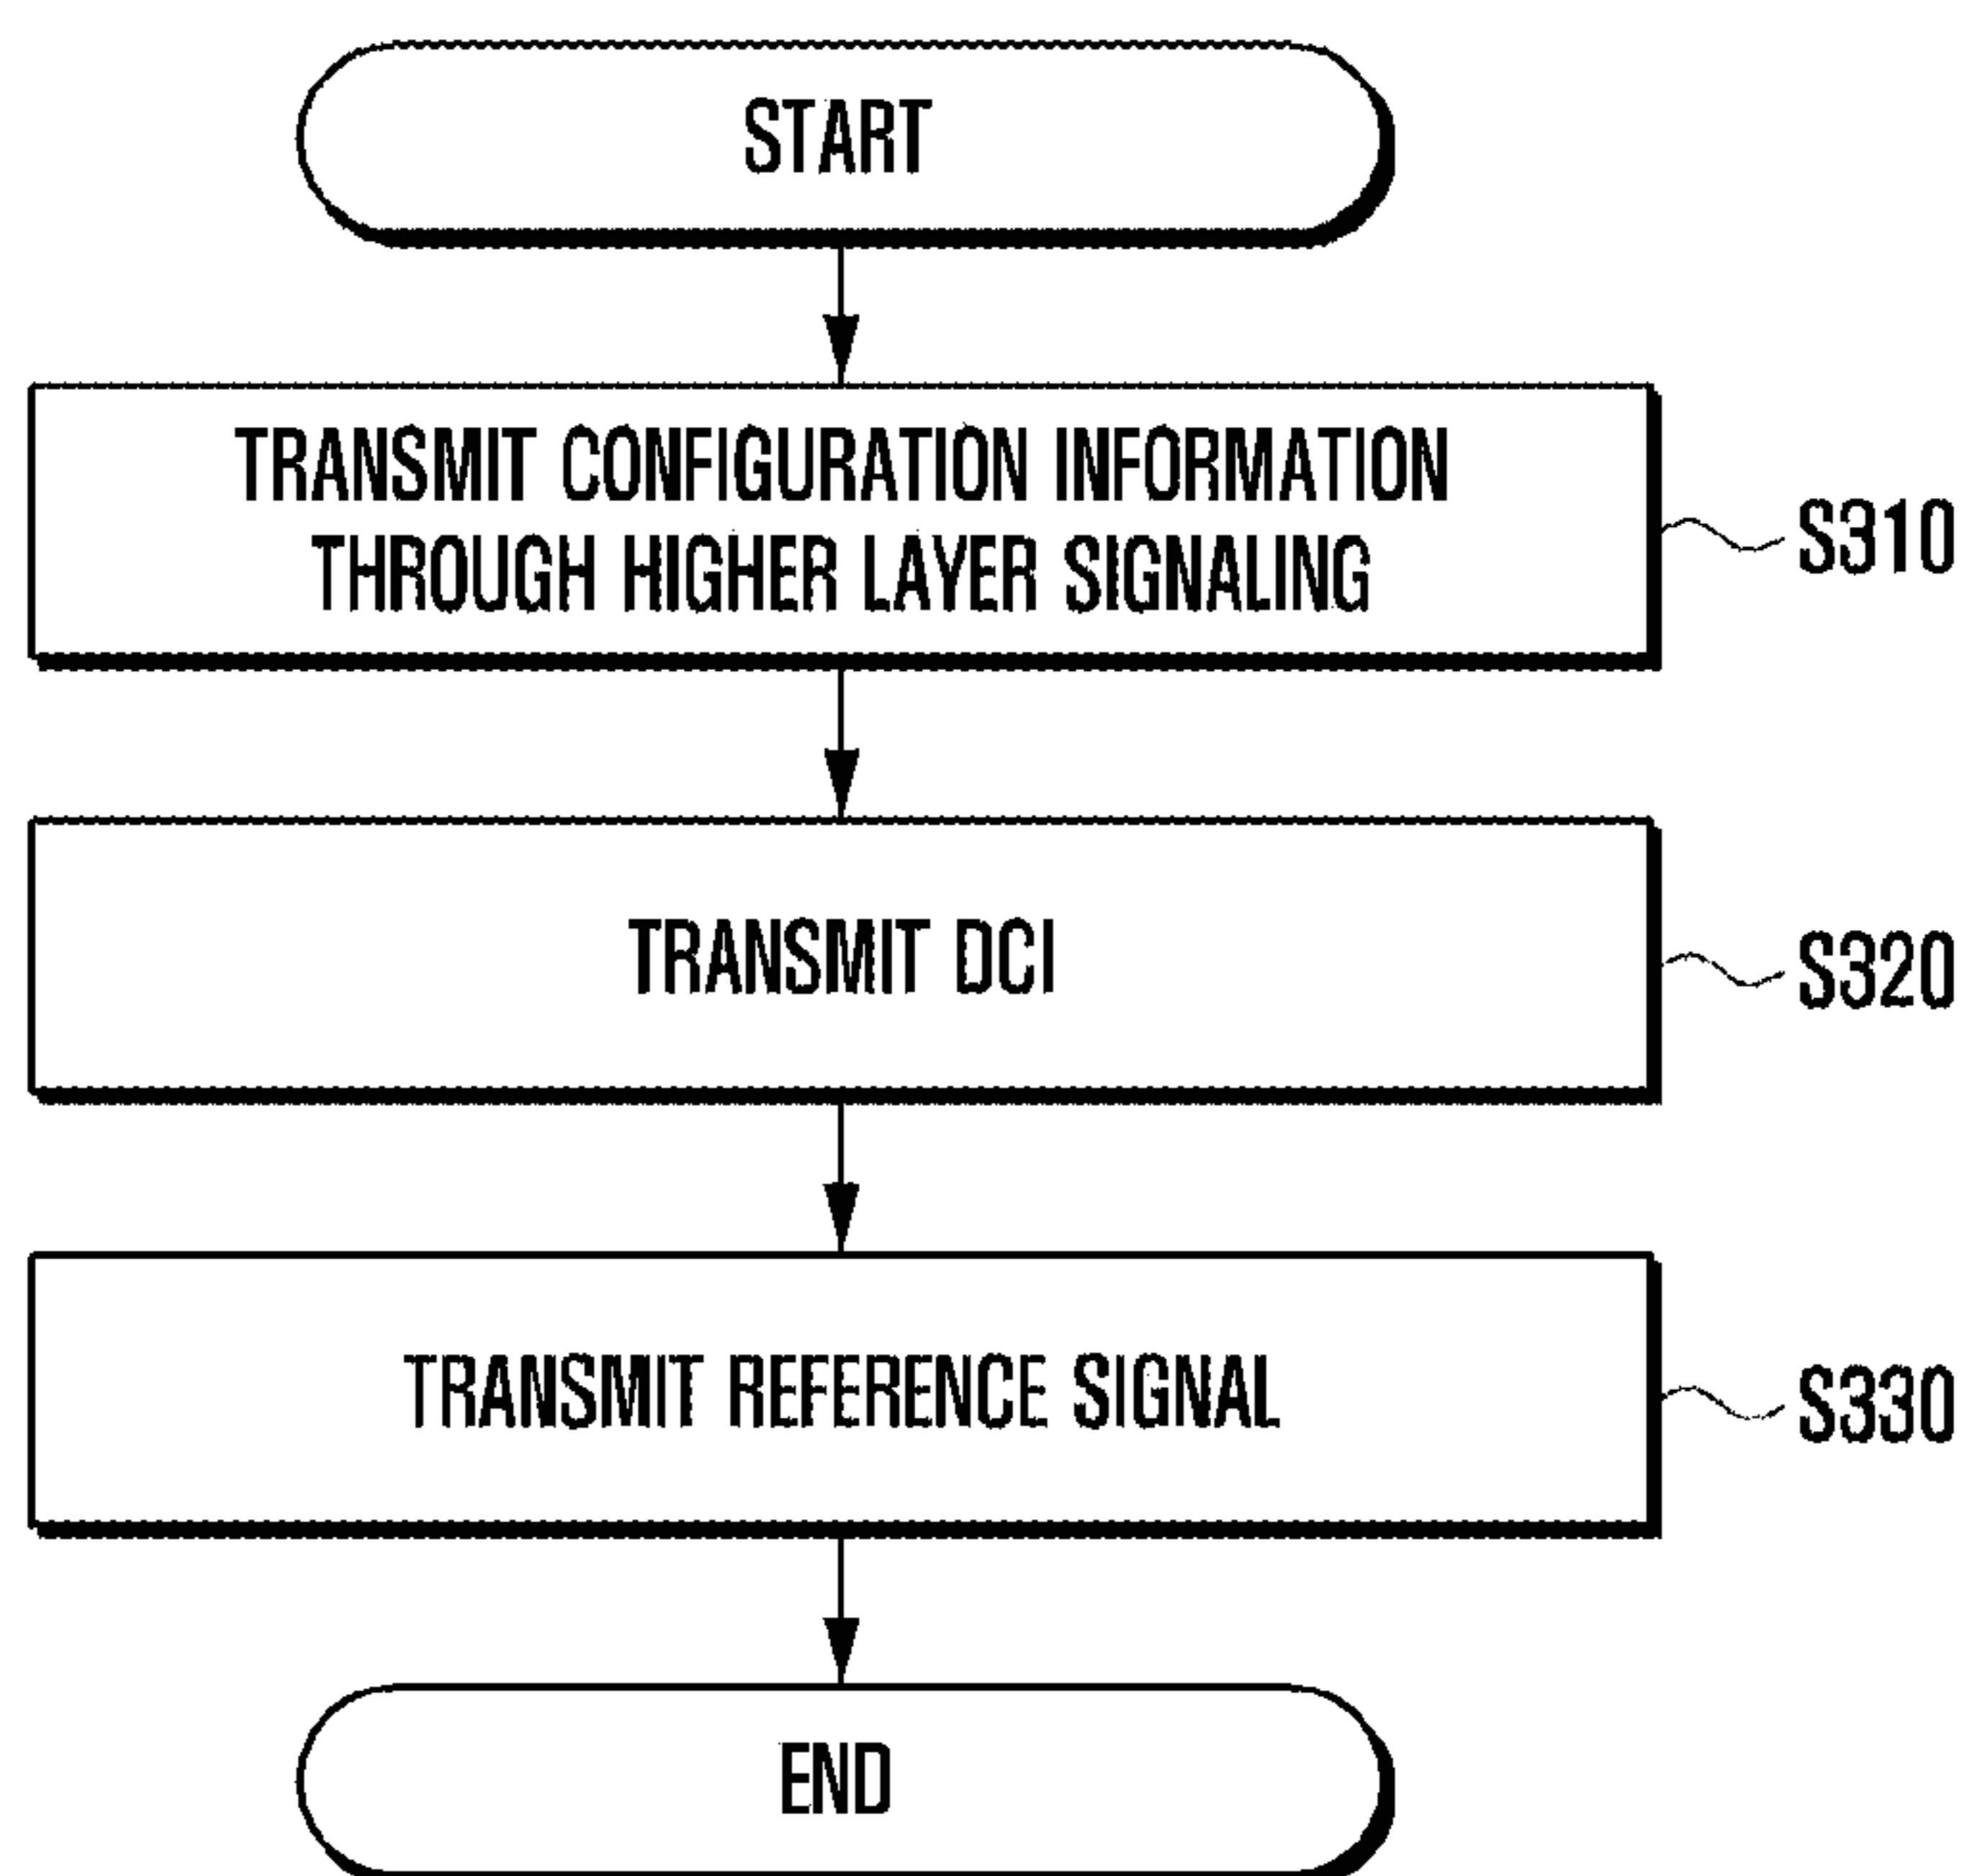 START
TRANSMIT CONFIGURATION INFORMATION
THROUGH HIGHER LAYER SIGNALING
S310
TRANSMIT DCI
S320
TRANSMIT REFERENCE SIGNAL
S330
END